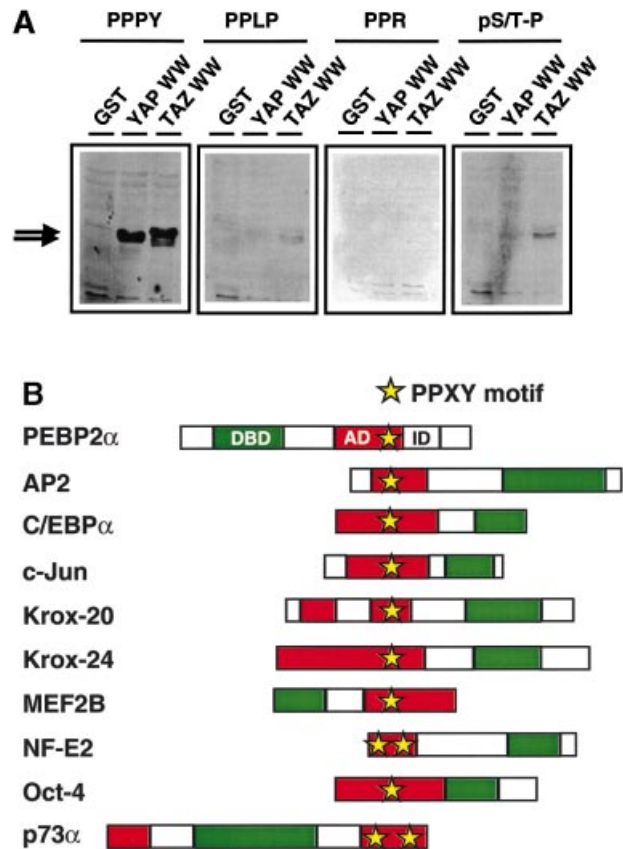 A
PPPY PPLP PPR pS/T-P
GST YAP WW TAZ WW GST YAP WW TAZ WW GST YAP WW TAZ WW GST YAP WW TAZ WW
B
PPXY motif
PEBP2α DBD AD ID
AP2
C/EBPα
c-Jun
Krox-20
Krox-24
MEF2B
NF-E2
Oct-4
p73α